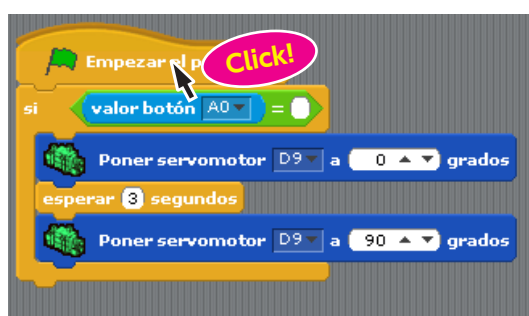 Empezar el p
Click!
si valor botón A0 =
Poner servomotor D9 a 0 grados
esperar 3 segundos
Poner servomotor D9 a 90 grados